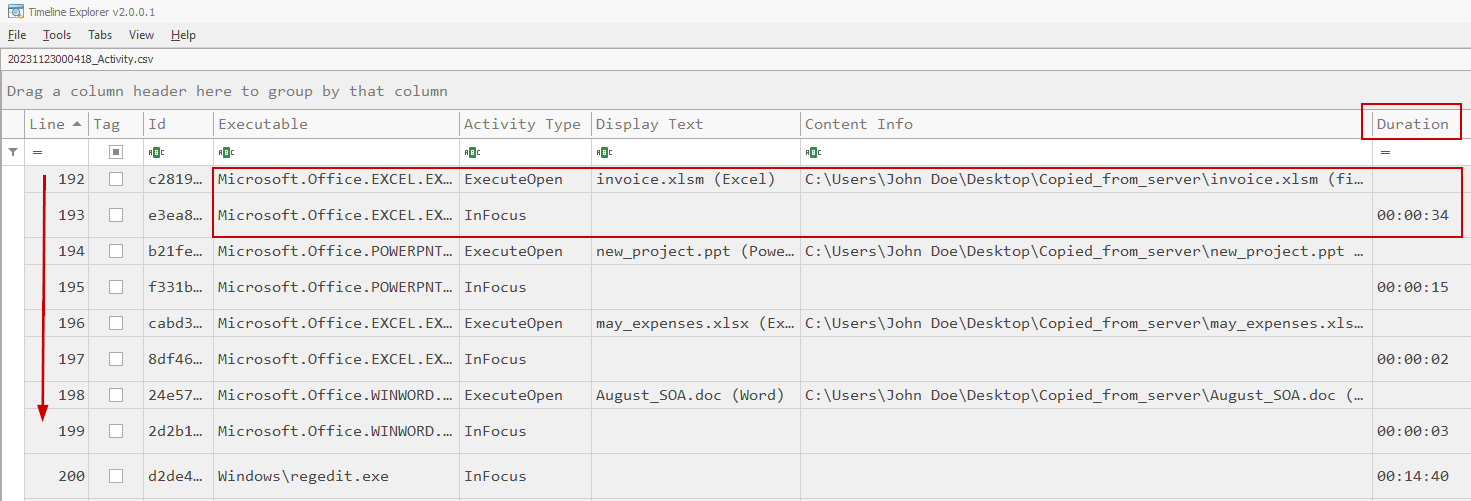 Timeline Explorer v2.0.0.1
File Tools Tabs View Help
20231123000418_Activity.csv
Drag a column header here to group by that column
Line Tag Id Executable Activity Type Display Text Content Info Duration
= ABC ABC ABC ABC ABC =
192 c2819… Microsoft.Office.EXCEL.EX… ExecuteOpen invoice.xlsm (Excel) C:\Users\John Doe\Desktop\Copied_from_server\invoice.xlsm (fi…
193 e3ea8… Microsoft.Office.EXCEL.EX… InFocus 00:00:34
194 b21fe… Microsoft.Office.POWERPNT… ExecuteOpen new_project.ppt (Powe… C:\Users\John Doe\Desktop\Copied_from_server\new_project.ppt …
195 f331b… Microsoft.Office.POWERPNT… InFocus 00:00:15
196 cabd3… Microsoft.Office.EXCEL.EX… ExecuteOpen may_expenses.xlsx (Ex… C:\Users\John Doe\Desktop\Copied_from_server\may_expenses.xls…
197 8df46… Microsoft.Office.EXCEL.EX… InFocus 00:00:02
198 24e57… Microsoft.Office.WINWORD.… ExecuteOpen August_SOA.doc (Word) C:\Users\John Doe\Desktop\Copied_from_server\August_SOA.doc (…
199 2d2b1… Microsoft.Office.WINWORD.… InFocus 00:00:03
200 d2de4… Windows\regedit.exe InFocus 00:14:40